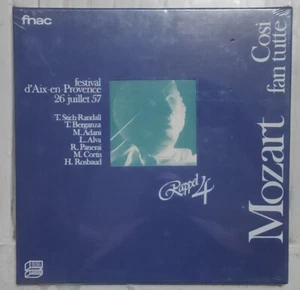 fnac
festival
d'Aix-en-Provence
26 juillet 57
T. Stich-Randall
T. Berganza
M. Adani
L. Alva
R. Panerai
M. Cortis
H. Rosbaud
Rappel 4
Mozart
Così
fan tutte